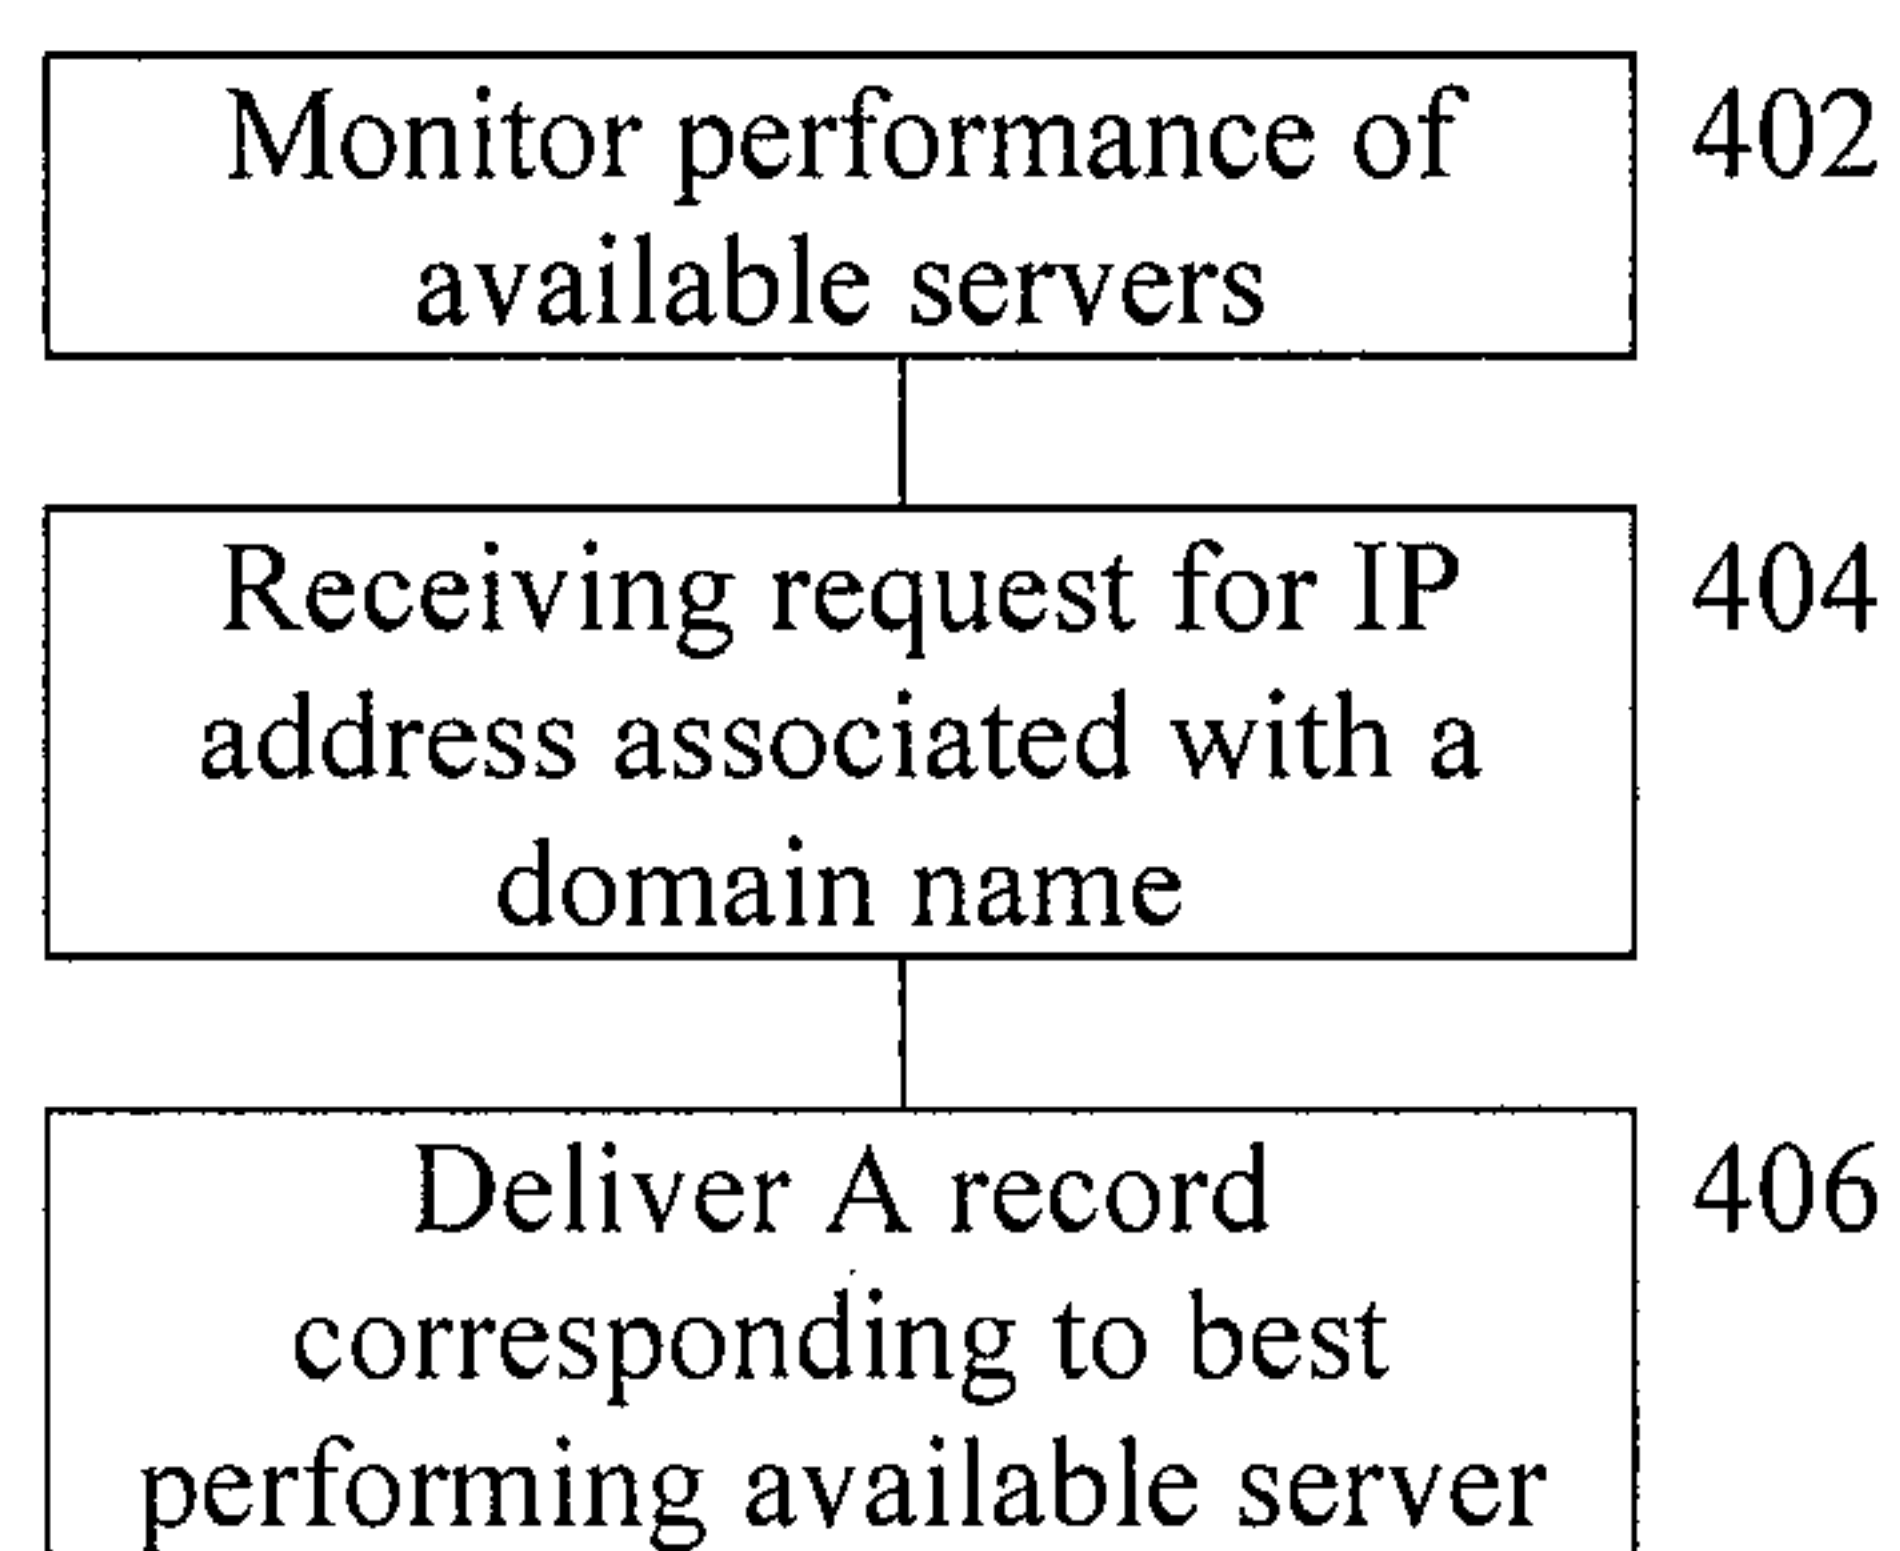 Monitor performance of
available servers
402
Receiving request for IP
address associated with a
domain name
404
Deliver A record
corresponding to best
performing available server
406